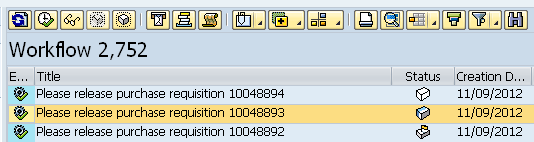 Workflow 2,752
E... Title Status Creation D...
Please release purchase requisition 10048894 11/09/2012
Please release purchase requisition 10048893 11/09/2012
Please release purchase requisition 10048892 11/09/2012